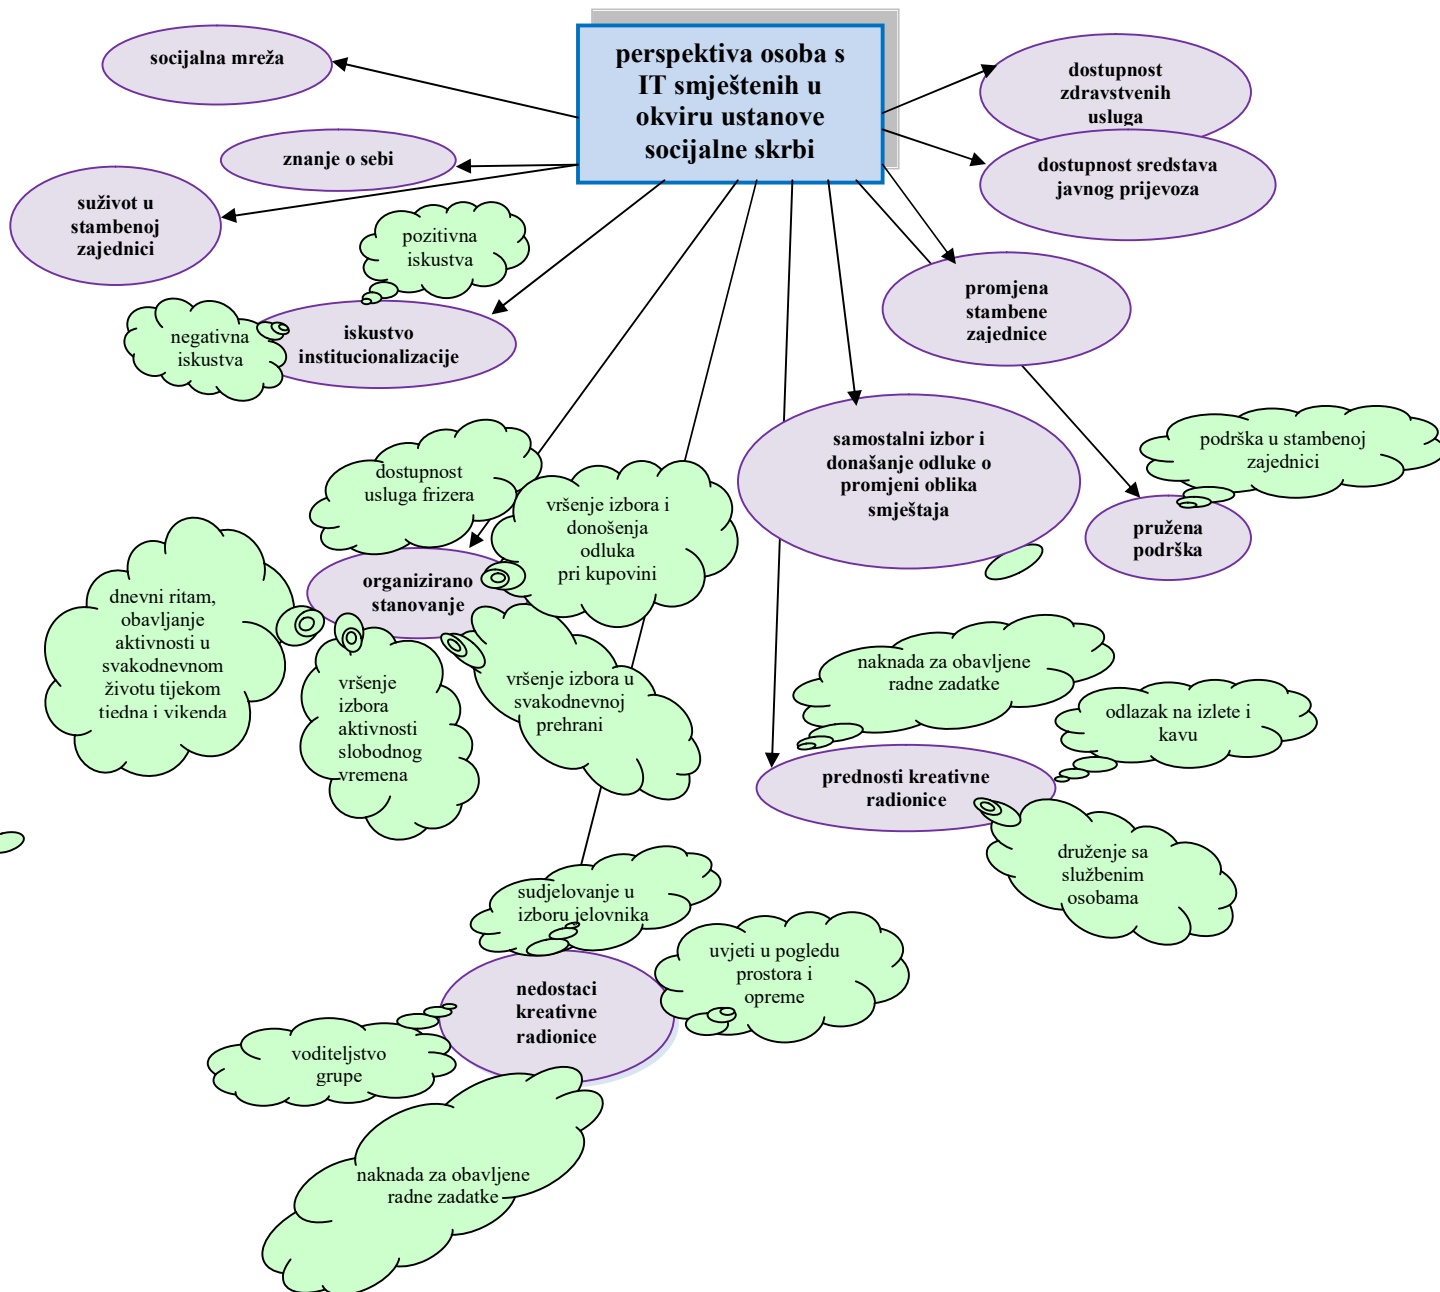 perspektiva osoba s
IT smještenih u
okviru ustanove
socijalne skrbi
socijalna mreža
dostupnost
zdravstvenih
usluga
znanje o sebi
dostupnost sredstava
javnog prijevoza
suživot u
stambenoj
zajednici
pozitivna
iskustva
promjena
stambene
zajednice
negativna
iskustva
iskustvo
institucionalizacije
samostalni izbor i
donašanje odluke o
promjeni oblika
smještaja
podrška u stambenoj
zajednici
dostupnost
usluga frizera
vršenje izbora i
donošenja
odluka
pri kupovini
pružena
podrška
organizirano
stanovanje
dnevni ritam,
obavljanje
aktivnosti u
svakodnevnom
životu tijekom
tjedna i vikenda
vršenje
izbora
aktivnosti
slobodnog
vremena
vršenje izbora u
svakodnevnoj
prehrani
naknada za obavljene
radne zadatke
odlazak na izlete i
kavu
prednosti kreativne
radionice
druženje sa
službenim
osobama
sudjelovanje u
izboru jelovnika
uvjeti u pogledu
prostora i
opreme
nedostaci
kreativne
radionice
voditeljstvo
grupe
naknada za obavljene
radne zadatke